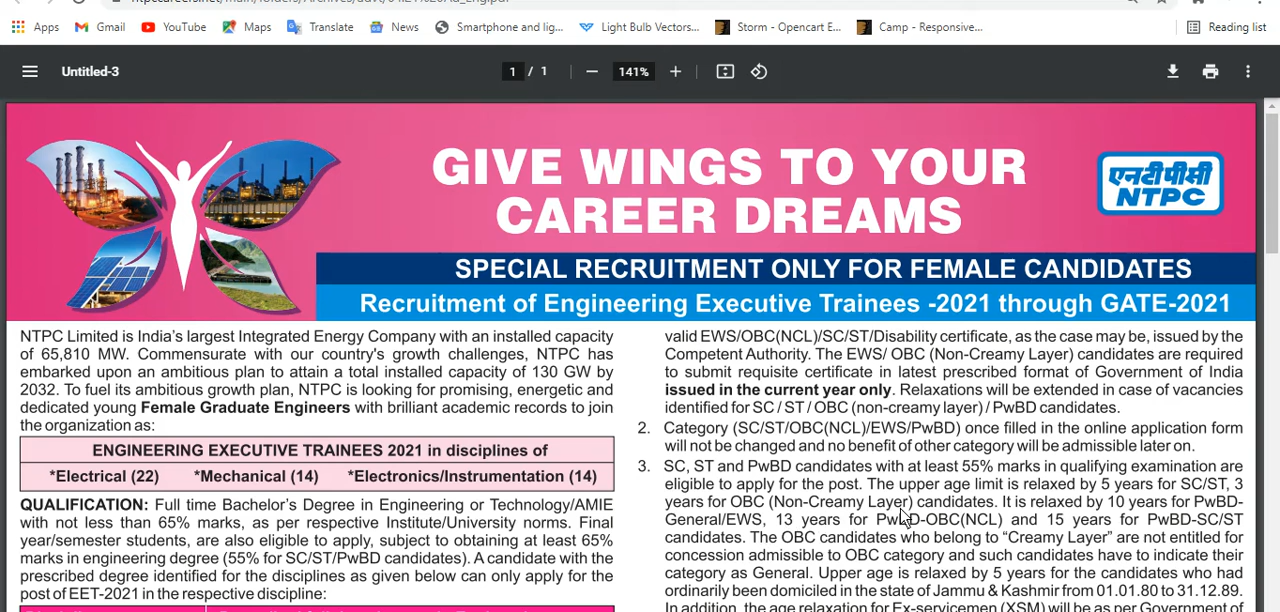 Apps
Gmail
YouTube
Maps
Translate
News
Smartphone and lig...
Light Bulb Vectors...
Storm - Opencart E...
Camp - Responsive...
Reading list
Untitled-3
1 / 1
141%
GIVE WINGS TO YOUR
CAREER DREAMS
एनटीपीसी
NTPC
SPECIAL RECRUITMENT ONLY FOR FEMALE CANDIDATES
Recruitment of Engineering Executive Trainees -2021 through GATE-2021
NTPC Limited is India's largest Integrated Energy Company with an installed capacity
of 65,810 MW. Commensurate with our country's growth challenges, NTPC has
embarked upon an ambitious plan to attain a total installed capacity of 130 GW by
2032. To fuel its ambitious growth plan, NTPC is looking for promising, energetic and
dedicated young Female Graduate Engineers with brilliant academic records to join
the organization as:
ENGINEERING EXECUTIVE TRAINEES 2021 in disciplines of
*Electrical (22) *Mechanical (14) *Electronics/Instrumentation (14)
QUALIFICATION: Full time Bachelor's Degree in Engineering or Technology/AMIE
with not less than 65% marks, as per respective Institute/University norms. Final
year/semester students, are also eligible to apply, subject to obtaining at least 65%
marks in engineering degree (55% for SC/ST/PwBD candidates). A candidate with the
prescribed degree identified for the disciplines as given below can only apply for the
post of EET-2021 in the respective discipline:
valid EWS/OBC(NCL)/SC/ST/Disability certificate, as the case may be, issued by the
Competent Authority. The EWS/ OBC (Non-Creamy Layer) candidates are required
to submit requisite certificate in latest prescribed format of Government of India
issued in the current year only. Relaxations will be extended in case of vacancies
identified for SC / ST / OBC (non-creamy layer) / PwBD candidates.
2. Category (SC/ST/OBC(NCL)/EWS/PwBD) once filled in the online application form
will not be changed and no benefit of other category will be admissible later on.
3. SC, ST and PwBD candidates with at least 55% marks in qualifying examination are
eligible to apply for the post. The upper age limit is relaxed by 5 years for SC/ST, 3
years for OBC (Non-Creamy Layer) candidates. It is relaxed by 10 years for PwBD-
General/EWS, 13 years for PwBD-OBC(NCL) and 15 years for PwBD-SC/ST
candidates. The OBC candidates who belong to "Creamy Layer" are not entitled for
concession admissible to OBC category and such candidates have to indicate their
category as General. Upper age is relaxed by 5 years for the candidates who had
ordinarily been domiciled in the state of Jammu & Kashmir from 01.01.80 to 31.12.89.
In addition, the age relaxation for Ex-servicemen (XSM) will be as per Government of